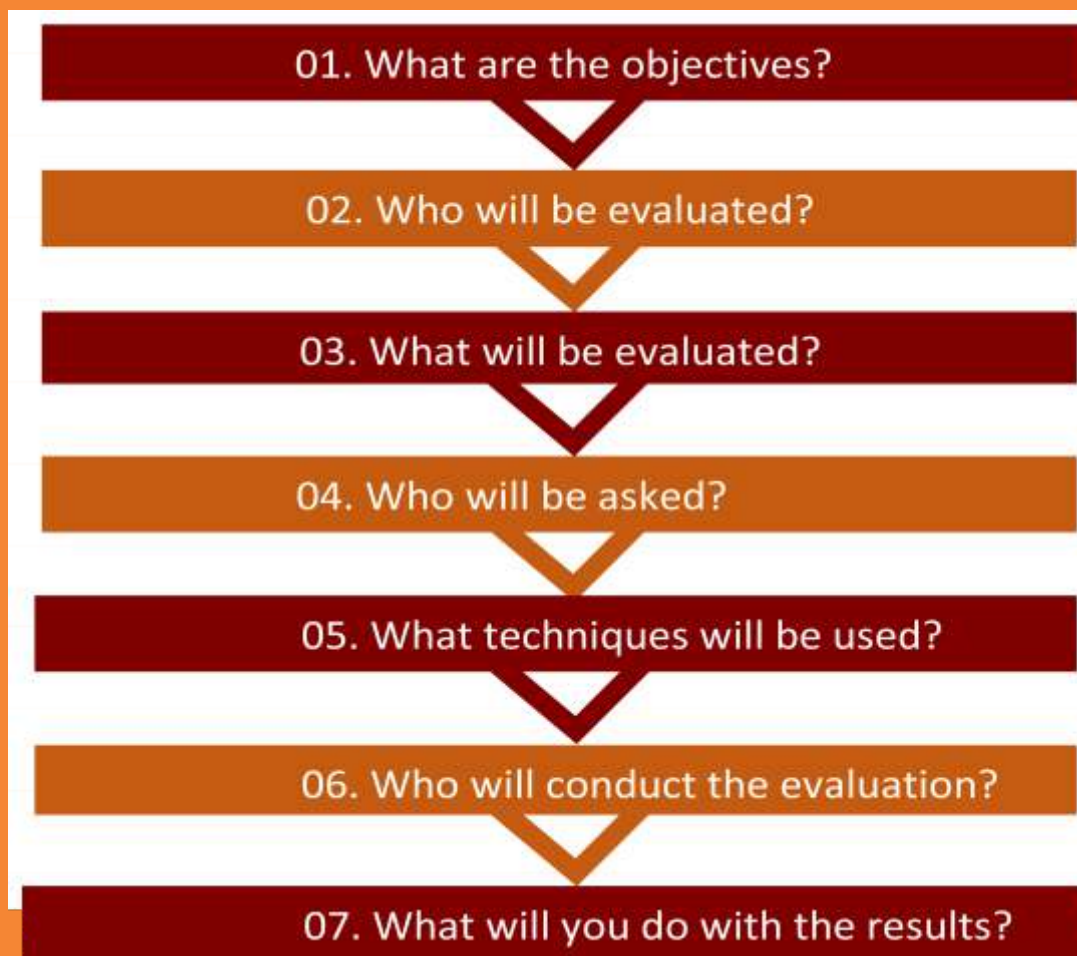 01. What are the objectives?
02. Who will be evaluated?
03. What will be evaluated?
04. Who will be asked?
05. What techniques will be used?
06. Who will conduct the evaluation?
07. What will you do with the results?